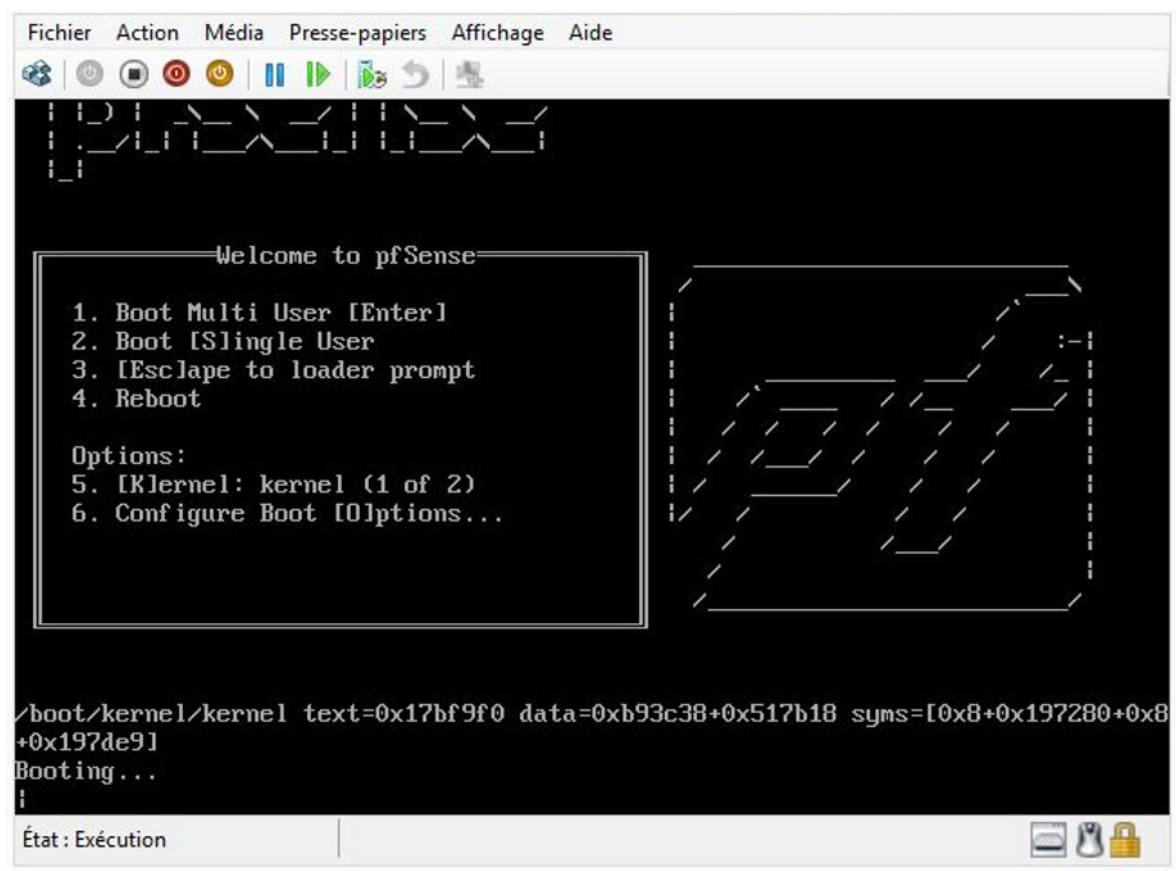 Fichier Action Média Presse-papiers Affichage Aide
Welcome to pfSense
1. Boot Multi User [Enter]
2. Boot [S]ingle User
3. [Esc]ape to loader prompt
4. Reboot
Options:
5. [K]ernel: kernel (1 of 2)
6. Configure Boot [O]ptions...
/boot/kernel/kernel text=0x17bf9f0 data=0xb93c38+0x517b18 syms=[0x8+0x197280+0x8
+0x197de9]
Booting...
État : Exécution